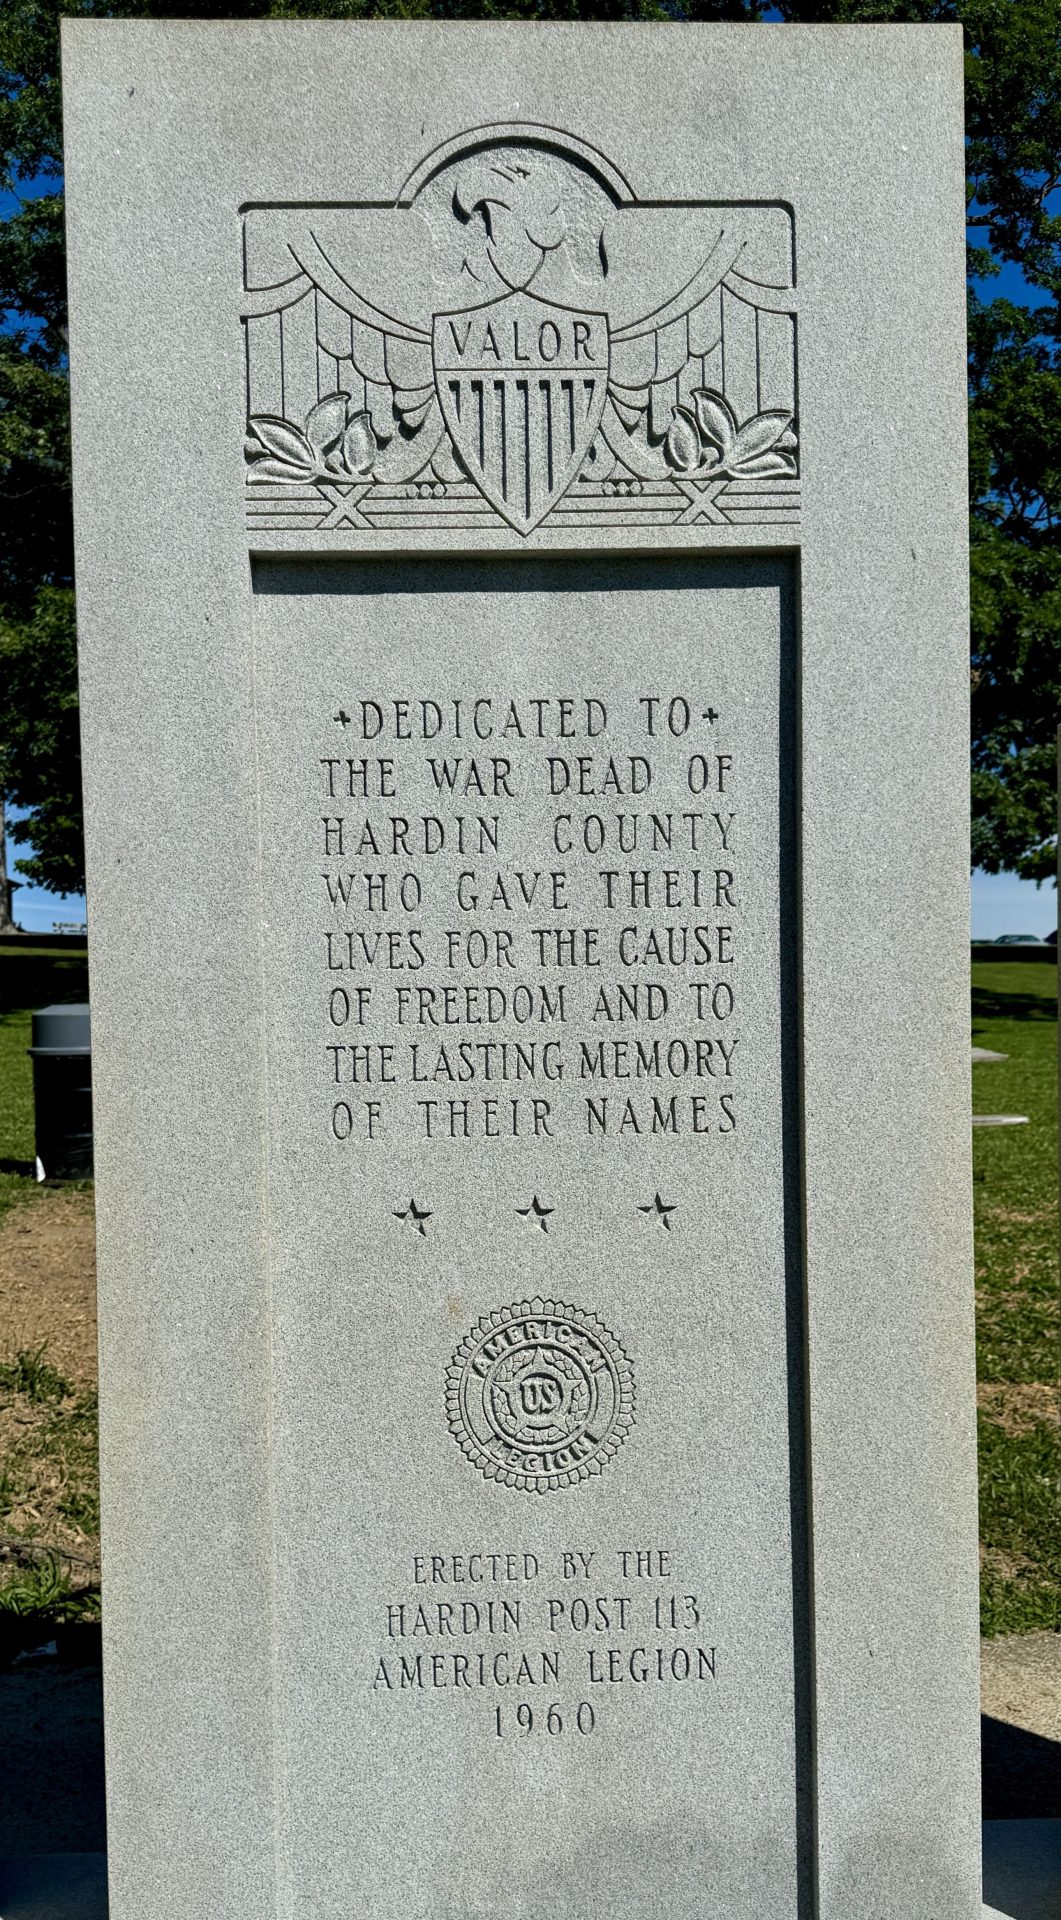 VALOR
DEDICATED TO
THE WAR DEAD OF
HARDIN COUNTY
WHO GAVE THEIR
LIVES FOR THE CAUSE
OF FREEDOM AND TO
THE LASTING MEMORY
OF THEIR NAMES
AMERICAN
US
LEGION
ERECTED BY THE
HARDIN POST 113
AMERICAN LEGION
1960